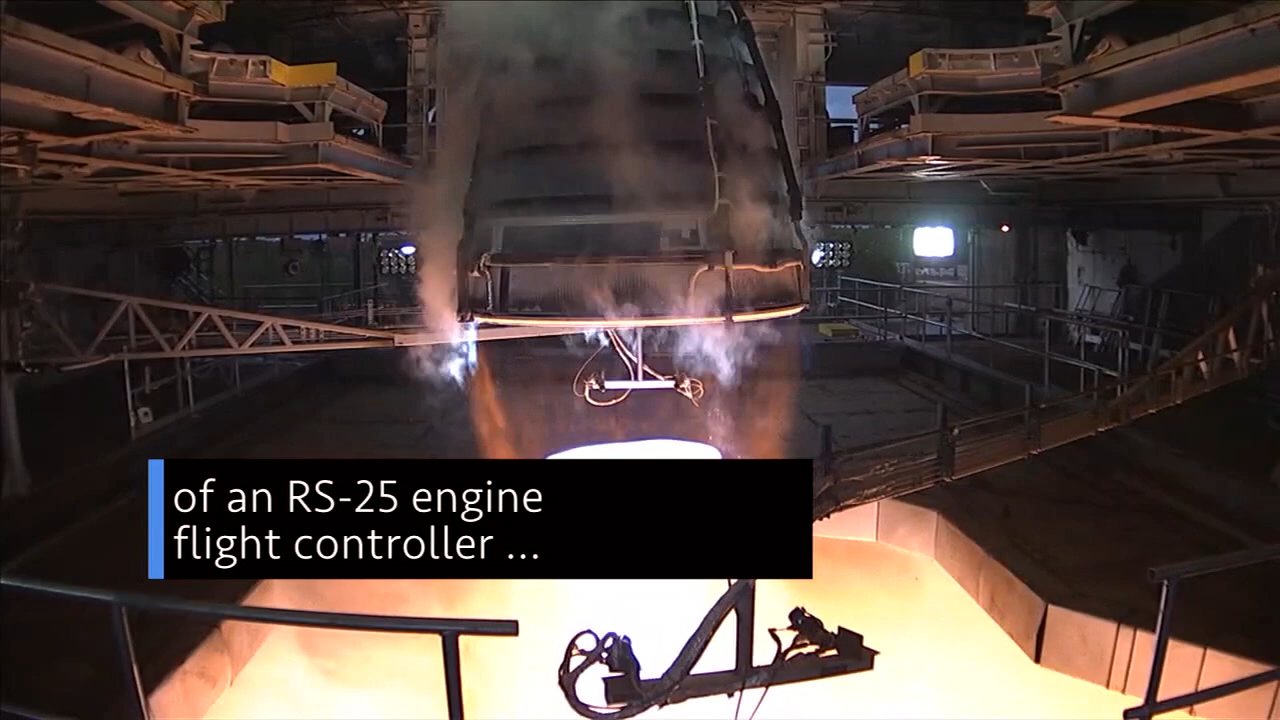 of an RS-25 engine
flight controller ...